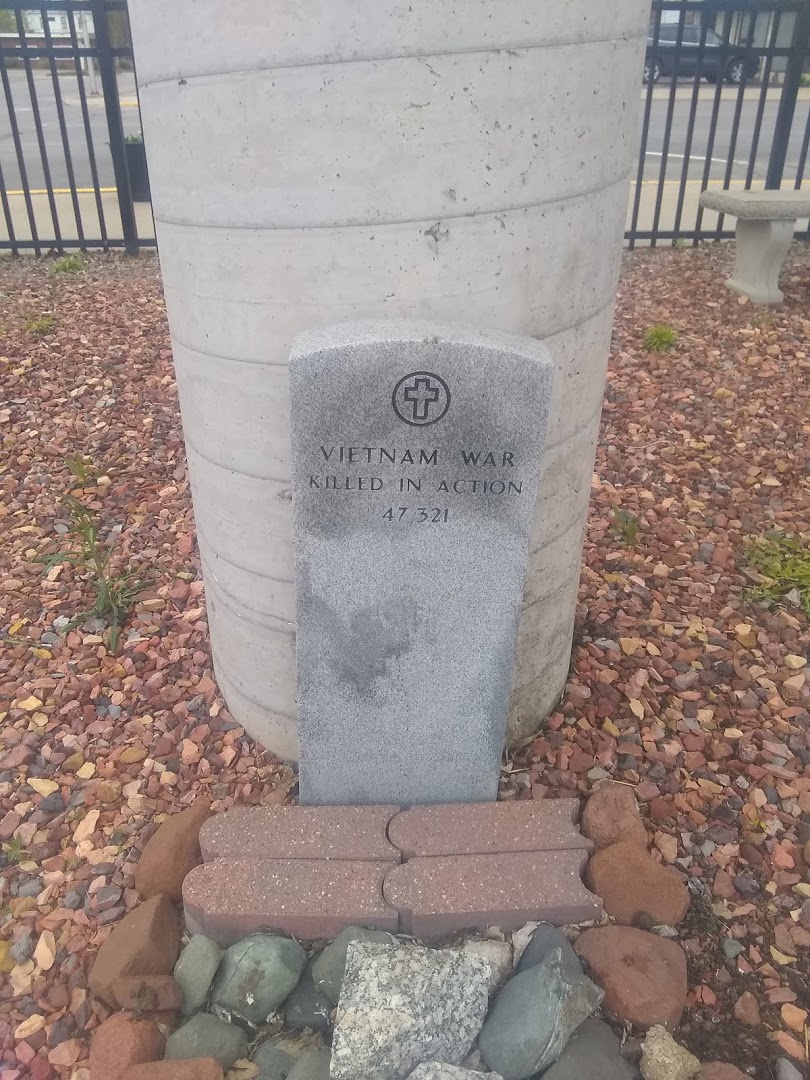 VIETNAM WAR
KILLED IN ACTION
47 321